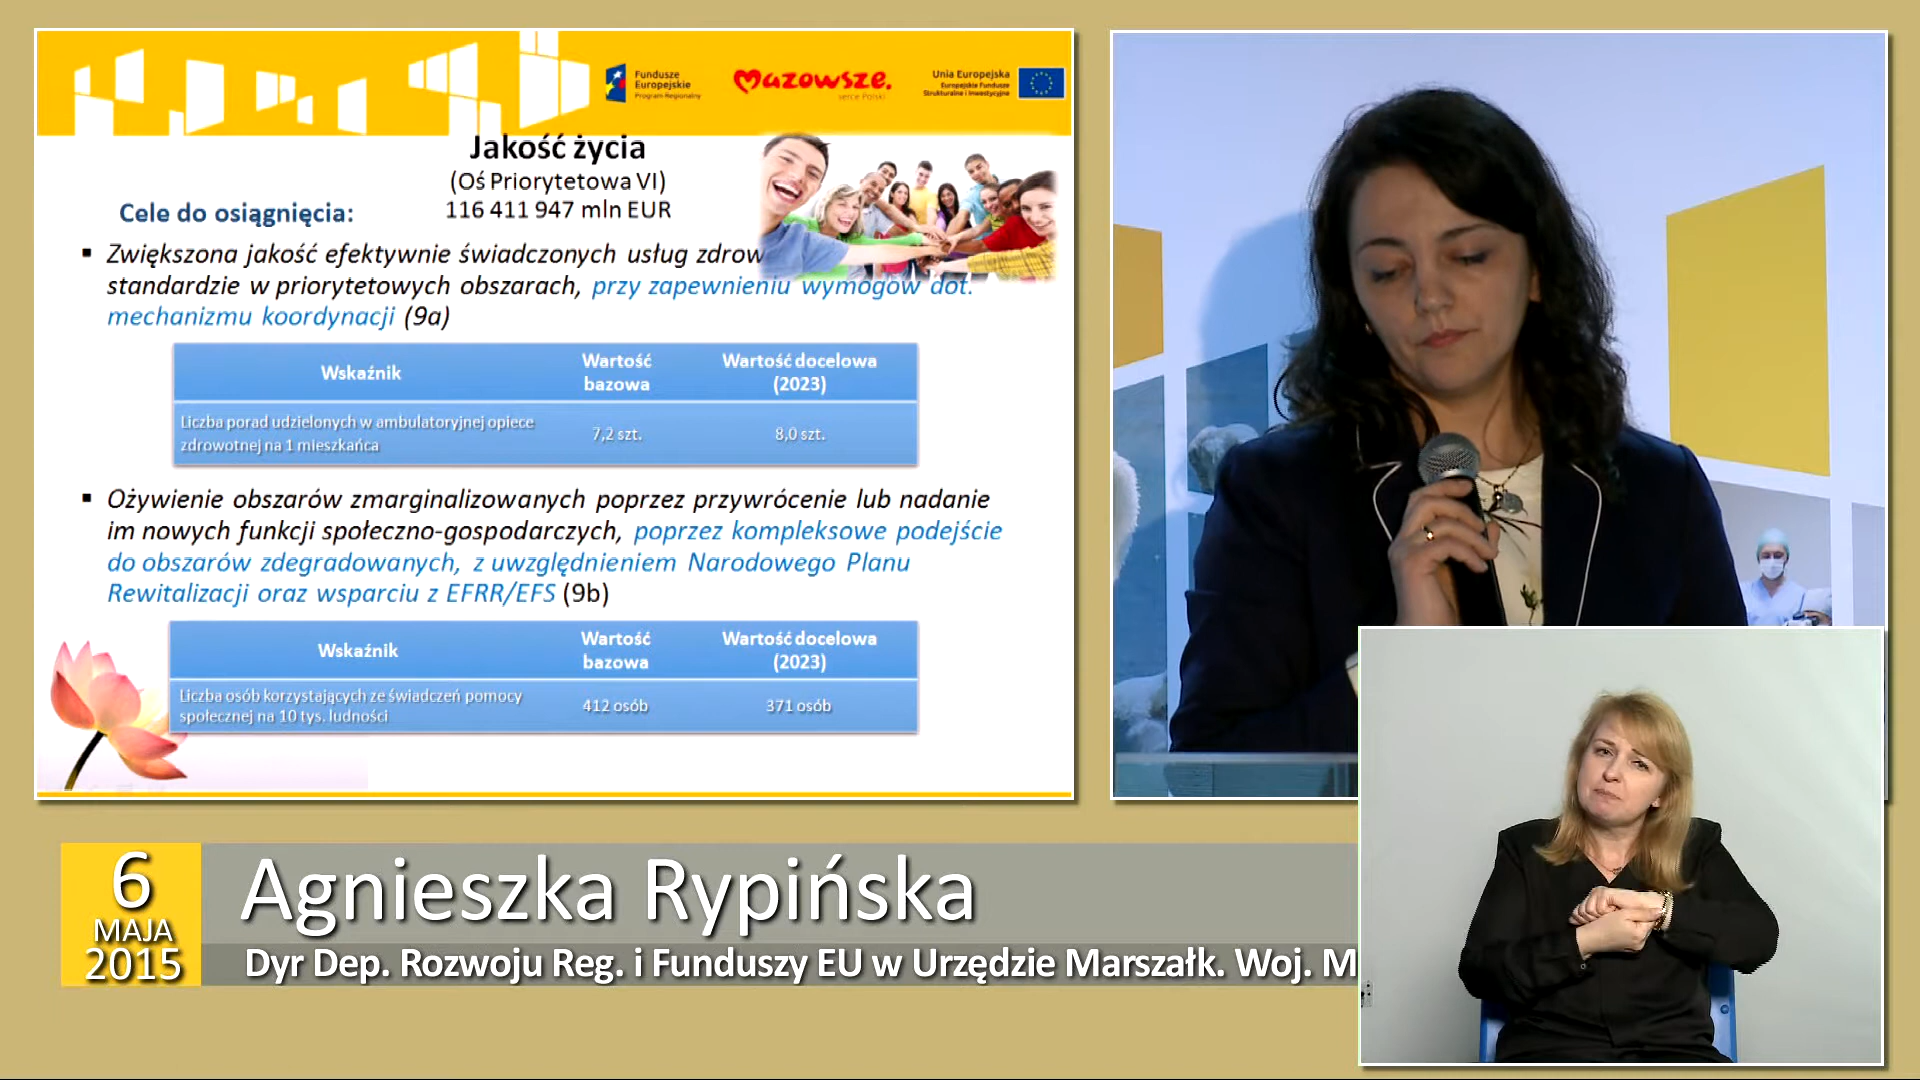 Fundusze
Europejskie
Program Regionalny
mazowsze.
serce Polski
Unia Europejska
Europejskie Fundusze
Strukturalne i Inwestycyjne
Jakość życia
(Oś Priorytetowa VI)
116 411 947 mln EUR
Cele do osiągnięcia:
▪ Zwiększona jakość efektywnie świadczonych usług zdrow
standardzie w priorytetowych obszarach, przy zapewnieniu wymogów dot.
mechanizmu koordynacji (9a)
Wskaźnik Wartość bazowa Wartość docelowa (2023)
Liczba porad udzielonych w ambulatoryjnej opiece
zdrowotnej na 1 mieszkańca 7,2 szt. 8,0 szt.
▪ Ożywienie obszarów zmarginalizowanych poprzez przywrócenie lub nadanie
im nowych funkcji społeczno-gospodarczych, poprzez kompleksowe podejście
do obszarów zdegradowanych, z uwzględnieniem Narodowego Planu
Rewitalizacji oraz wsparciu z EFRR/EFS (9b)
Wskaźnik Wartość bazowa Wartość docelowa (2023)
Liczba osób korzystających ze świadczeń pomocy
społecznej na 10 tys. ludności 412 osób 371 osób
6
MAJA
2015
Agnieszka Rypińska
Dyr Dep. Rozwoju Reg. i Funduszy EU w Urzędzie Marszałk. Woj. M